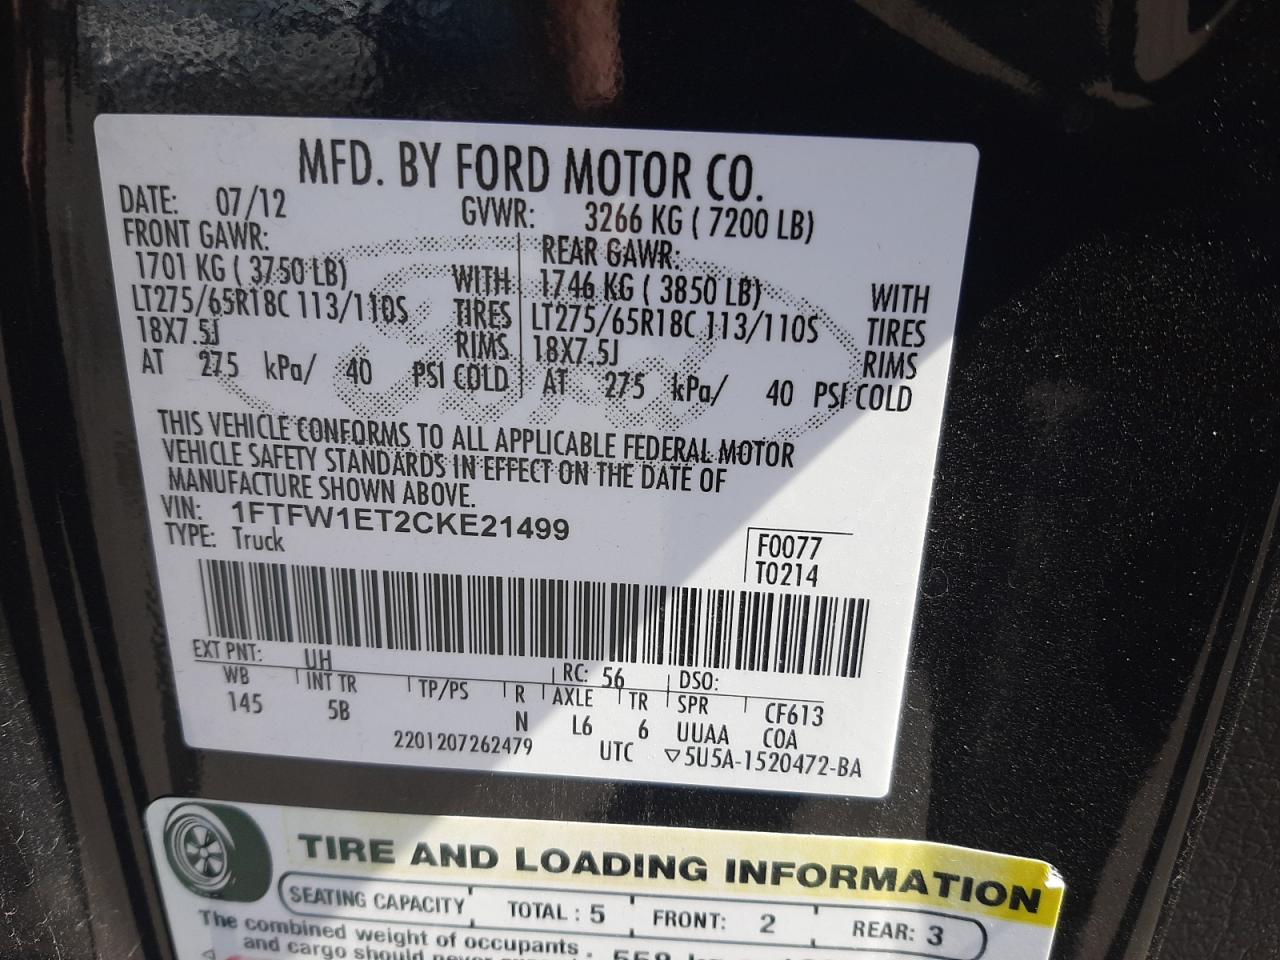 MFD. BY FORD MOTOR CO.
DATE: 07/12 GVWR: 3266 KG ( 7200 LB)
FRONT GAWR: REAR GAWR:
1701 KG ( 3750 LB) WITH 1746 KG ( 3850 LB) WITH
LT275/65R18C 113/110S TIRES LT275/65R18C 113/110S TIRES
18X7.5J RIMS 18X7.5J RIMS
AT 275 kPa/ 40 PSI COLD AT 275 kPa/ 40 PSI COLD
THIS VEHICLE CONFORMS TO ALL APPLICABLE FEDERAL MOTOR
VEHICLE SAFETY STANDARDS IN EFFECT ON THE DATE OF
MANUFACTURE SHOWN ABOVE.
VIN: 1FTFW1ET2CKE21499
TYPE: Truck
F0077
T0214
EXT PNT: UH RC: 56 DSO:
WB INT TR TP/PS R AXLE TR SPR CF613
145 5B N L6 6 UUAA COA
2201207262479 UTC ▽5U5A-1520472-BA
TIRE AND LOADING INFORMATION
SEATING CAPACITY TOTAL : 5 FRONT: 2 REAR: 3
The combined weight of occupants
and cargo should never